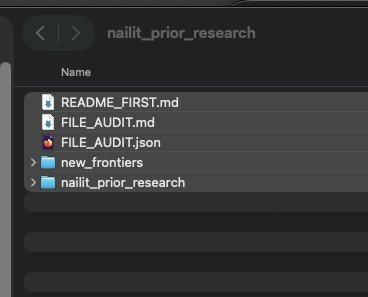 nailit_prior_research
Name
README_FIRST.md
FILE_AUDIT.md
FILE_AUDIT.json
new_frontiers
nailit_prior_research